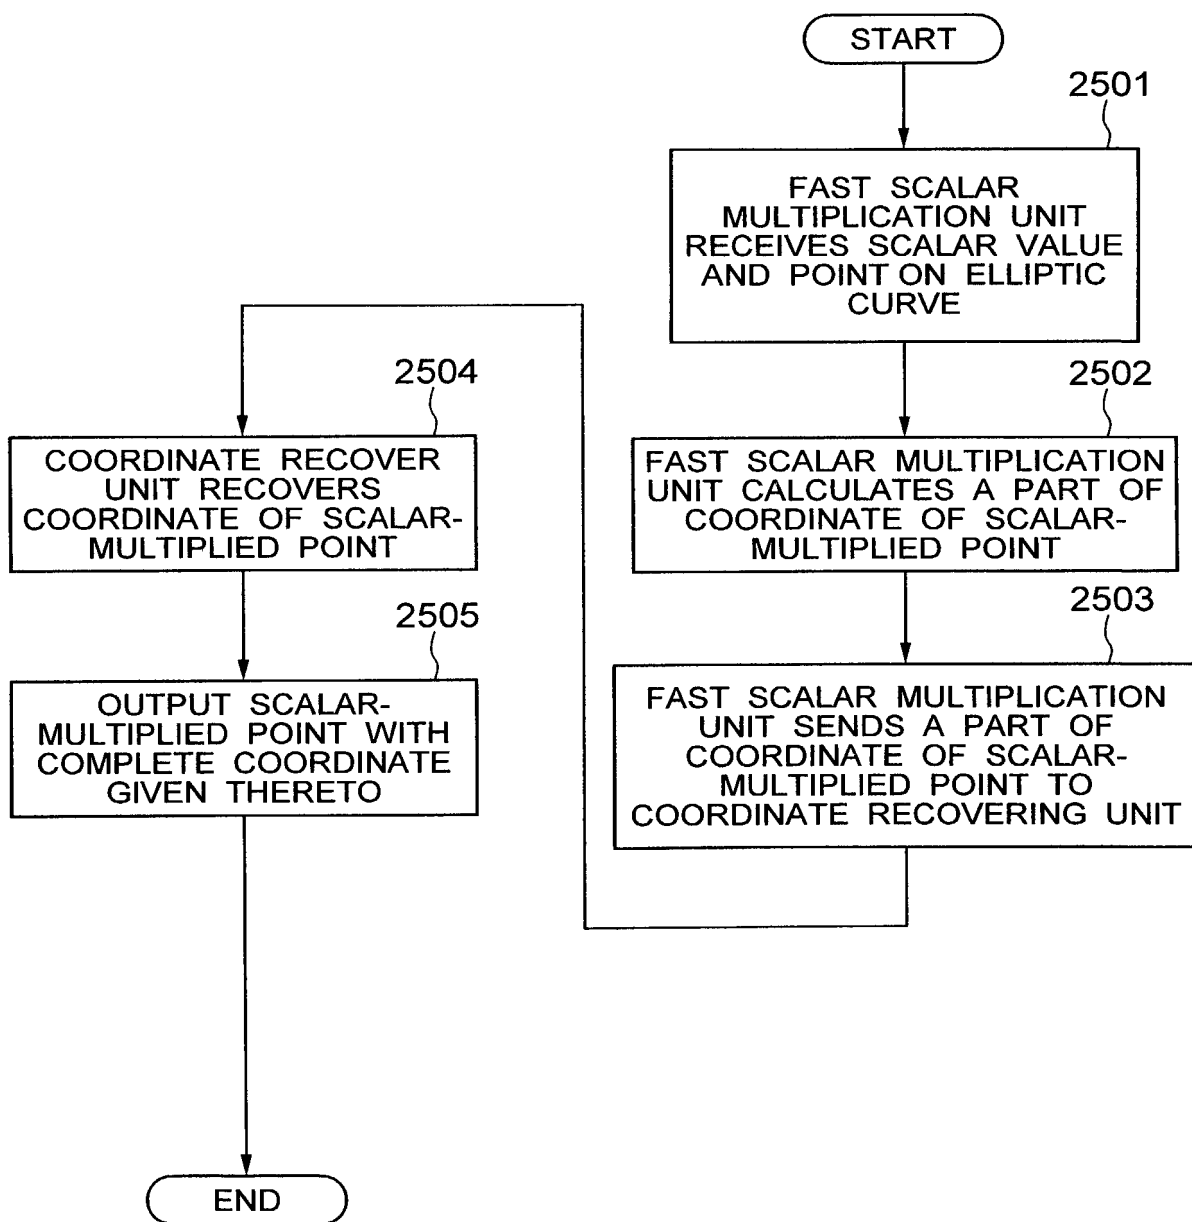 START
2501
FAST SCALAR
MULTIPLICATION UNIT
RECEIVES SCALAR VALUE
AND POINT ON ELLIPTIC
CURVE
2502
FAST SCALAR MULTIPLICATION
UNIT CALCULATES A PART OF
COORDINATE OF SCALAR-
MULTIPLIED POINT
2503
FAST SCALAR MULTIPLICATION
UNIT SENDS A PART OF
COORDINATE OF SCALAR-
MULTIPLIED POINT TO
COORDINATE RECOVERING UNIT
2504
COORDINATE RECOVER
UNIT RECOVERS
COORDINATE OF SCALAR-
MULTIPLIED POINT
2505
OUTPUT SCALAR-
MULTIPLIED POINT WITH
COMPLETE COORDINATE
GIVEN THERETO
END